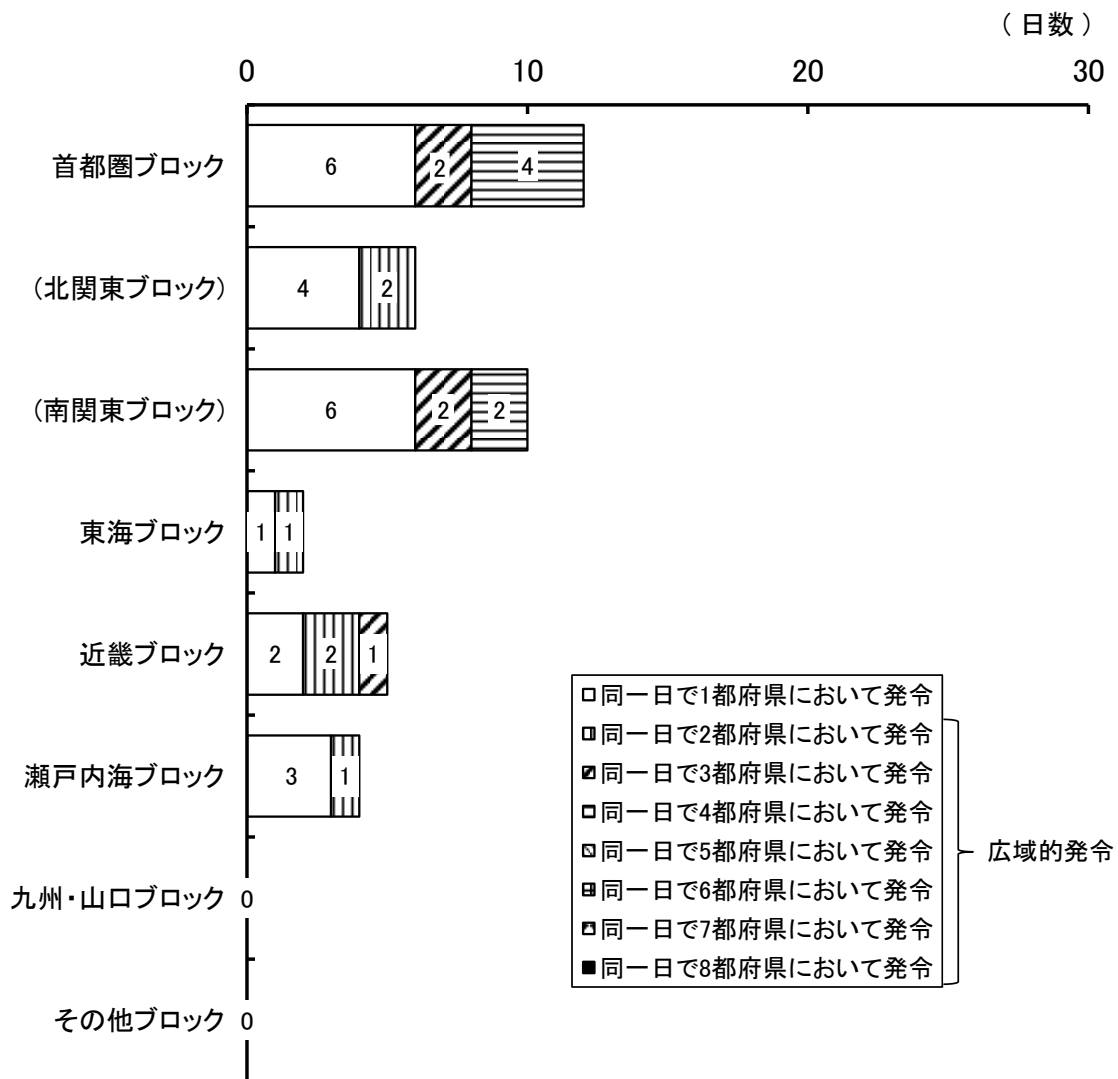 （日数）
0 10 20 30
首都圏ブロック 6 2 4
(北関東ブロック) 4 2
(南関東ブロック) 6 2 2
東海ブロック 1 1
近畿ブロック 2 2 1
瀬戸内海ブロック 3 1
九州・山口ブロック 0
その他ブロック 0
同一日で1都府県において発令
同一日で2都府県において発令
同一日で3都府県において発令
同一日で4都府県において発令
同一日で5都府県において発令
同一日で6都府県において発令
同一日で7都府県において発令
同一日で8都府県において発令
広域的発令